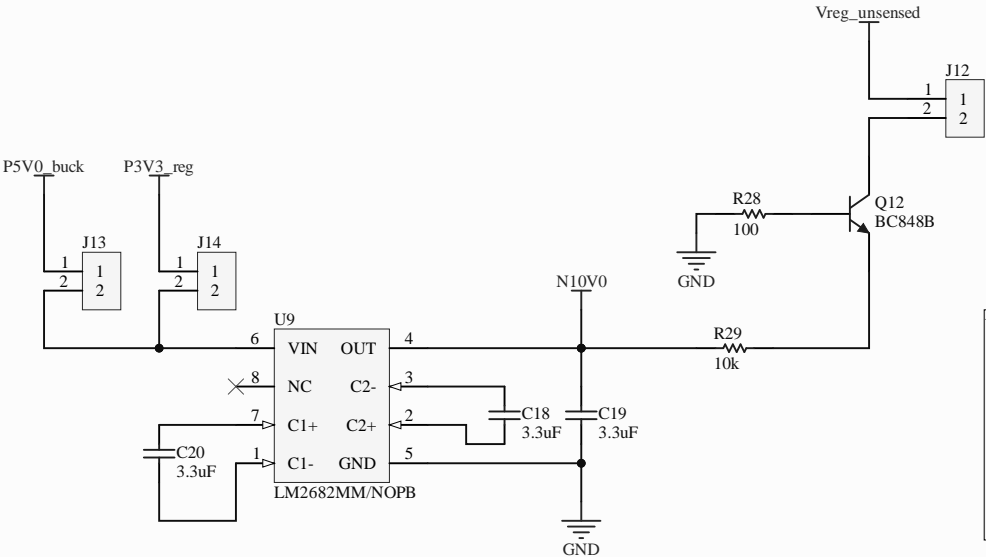 Vreg_unsensed
J12
1
1
2
2
P5V0_buck
P3V3_reg
R28
100
Q12
BC848B
J13
J14
1
1
2
2
1
1
2
2
GND
N10V0
U9
6
VIN
OUT
4
R29
10k
8
NC
C2-
3
7
C1+
C2+
2
C18
3.3uF
C19
3.3uF
C20
3.3uF
1
C1-
GND
5
LM2682MM/NOPB
GND